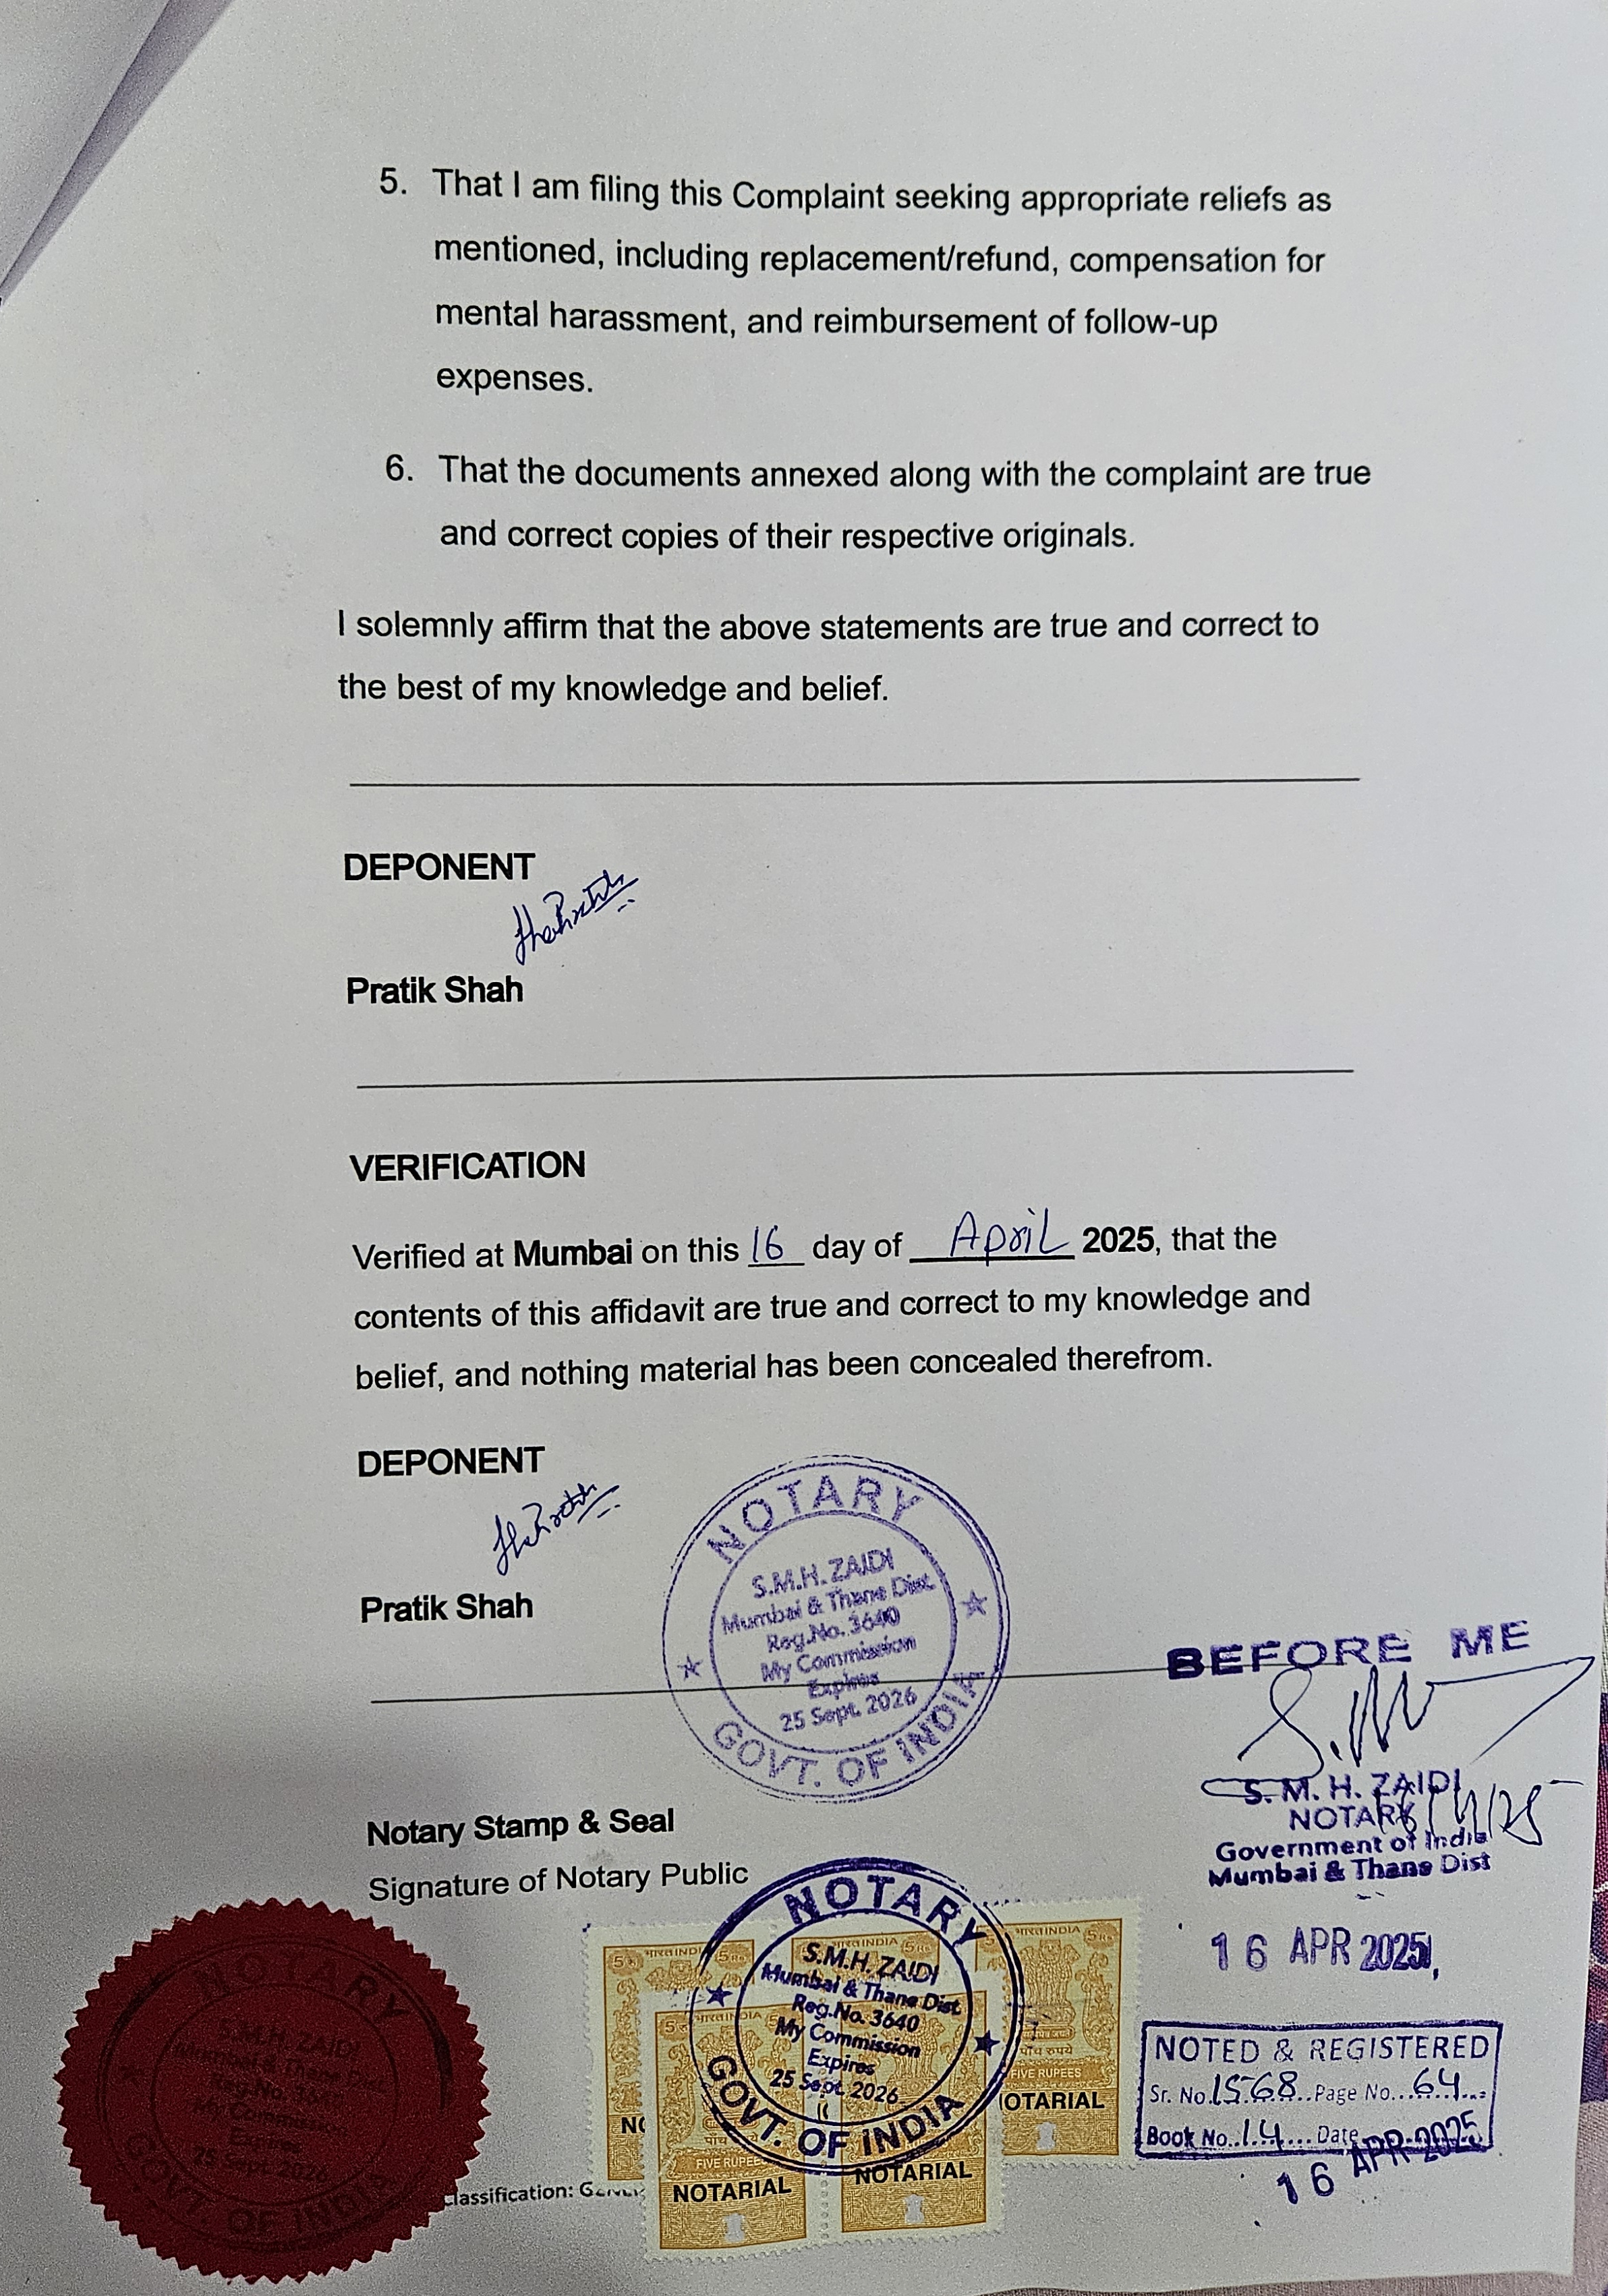 5. That I am filing this Complaint seeking appropriate reliefs as
mentioned, including replacement/refund, compensation for
mental harassment, and reimbursement of follow-up
expenses.
6. That the documents annexed along with the complaint are true
and correct copies of their respective originals.
I solemnly affirm that the above statements are true and correct to
the best of my knowledge and belief.
DEPONENT
Pratik Shah
VERIFICATION
Verified at Mumbai on this 16 day of April 2025, that the
contents of this affidavit are true and correct to my knowledge and
belief, and nothing material has been concealed therefrom.
DEPONENT
Pratik Shah
NOTARY
S.M.H. ZAIDI
Mumbai & Thane Dist.
Reg.No. 3640
My Commission
Expires
25 Sept. 2026
GOVT. OF INDIA
BEFORE ME
S. M. H. ZAIDI
NOTARY
Government of India
Mumbai & Thane Dist
16 APR 2025
Notary Stamp & Seal
Signature of Notary Public
NOTARY
S.M.H. ZAIDI
Mumbai & Thane Dist.
Reg.No. 3640
My Commission
Expires
25 Sept. 2026
GOVT. OF INDIA
भारत INDIA
FIVE RUPEES
NOTARIAL
NOTARIAL
पाँच रुपये
FIVE RUPEES
NOTARIAL
NOTED & REGISTERED
Sr. No. 1568 Page No. 64
Book No. 14 Date
16 APR 2025
NOTARY
S.M.H. ZAIDI
Mumbai & Thane Dist
Reg.No.
My Commission
Expires
25 Sept. 2026
GOVT. OF INDIA
classification: